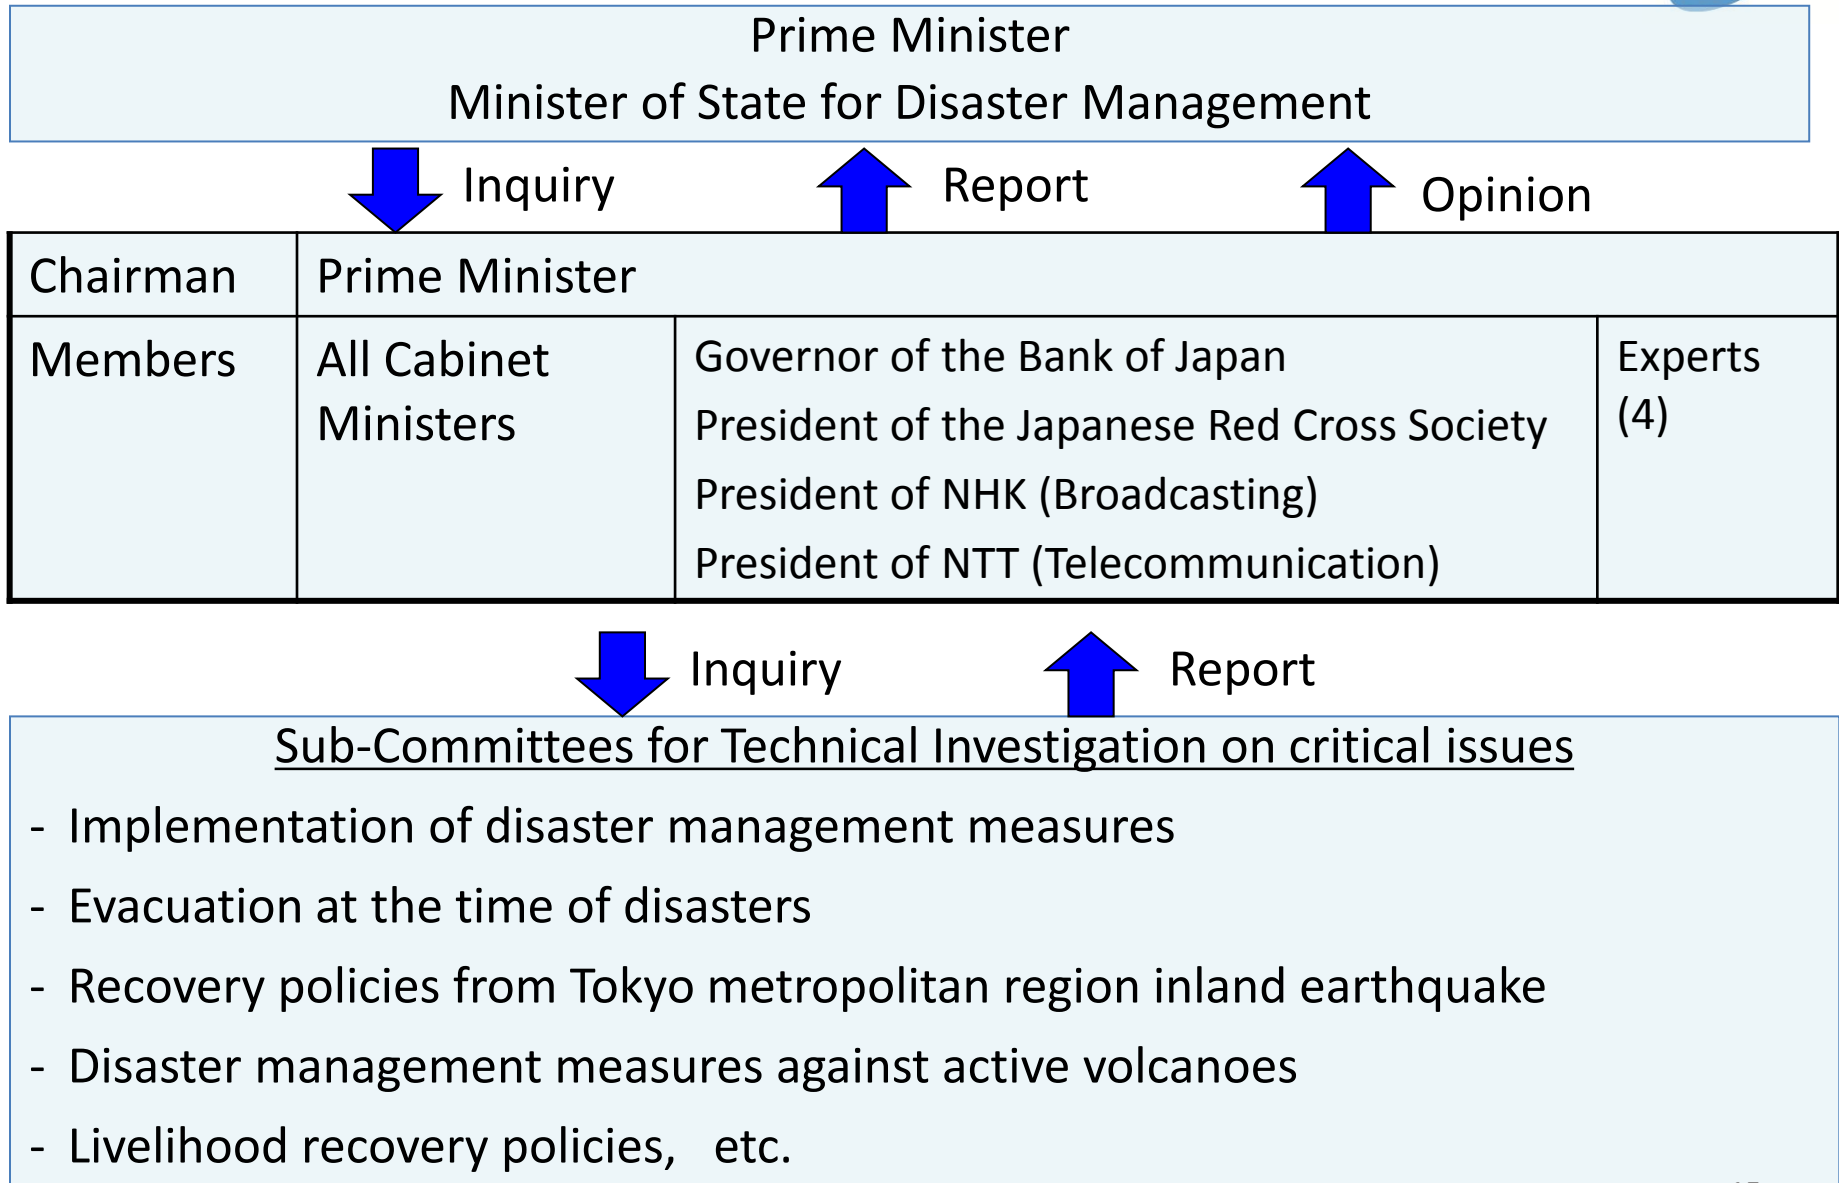 Prime Minister
Minister of State for Disaster Management
Inquiry
Report
Opinion
Chairman
Prime Minister
Members
All Cabinet
Ministers
Governor of the Bank of Japan
President of the Japanese Red Cross Society
President of NHK (Broadcasting)
President of NTT (Telecommunication)
Experts
(4)
Inquiry
Report
Sub-Committees for Technical Investigation on critical issues
- Implementation of disaster management measures
- Evacuation at the time of disasters
- Recovery policies from Tokyo metropolitan region inland earthquake
- Disaster management measures against active volcanoes
- Livelihood recovery policies, etc.